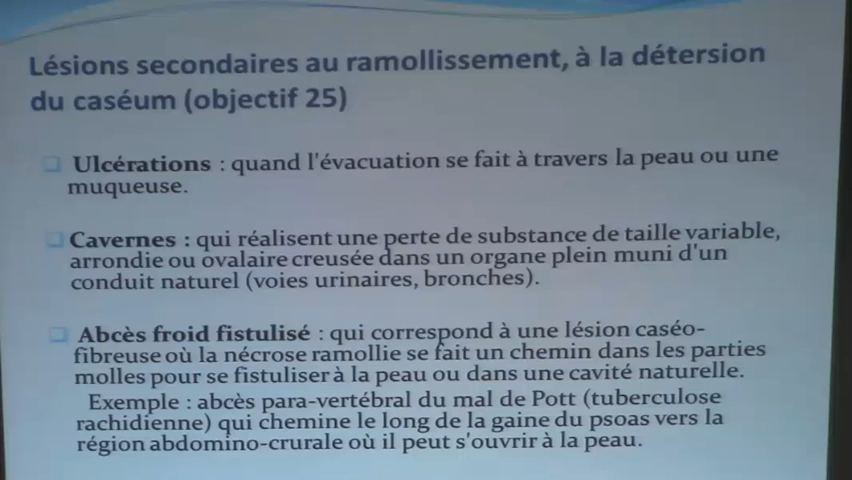 Lésions secondaires au ramollissement, à la détersion
du caséum (objectif 25)
Ulcérations : quand l'évacuation se fait à travers la peau ou une
muqueuse.
Cavernes : qui réalisent une perte de substance de taille variable,
arrondie ou ovalaire creusée dans un organe plein muni d'un
conduit naturel (voies urinaires, bronches).
Abcès froid fistulisé : qui correspond à une lésion caséo-
fibreuse où la nécrose ramollie se fait un chemin dans les parties
molles pour se fistuliser à la peau ou dans une cavité naturelle.
Exemple : abcès para-vertébral du mal de Pott (tuberculose
rachidienne) qui chemine le long de la gaine du psoas vers la
région abdomino-crurale où il peut s'ouvrir à la peau.